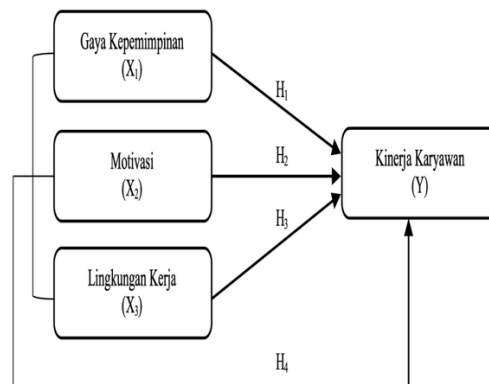 Gaya Kepemimpinan
(X₁)
H₁
Motivasi
(X₂)
H₂
Kinerja Karyawan
(Y)
H₃
Lingkungan Kerja
(X₃)
H₄